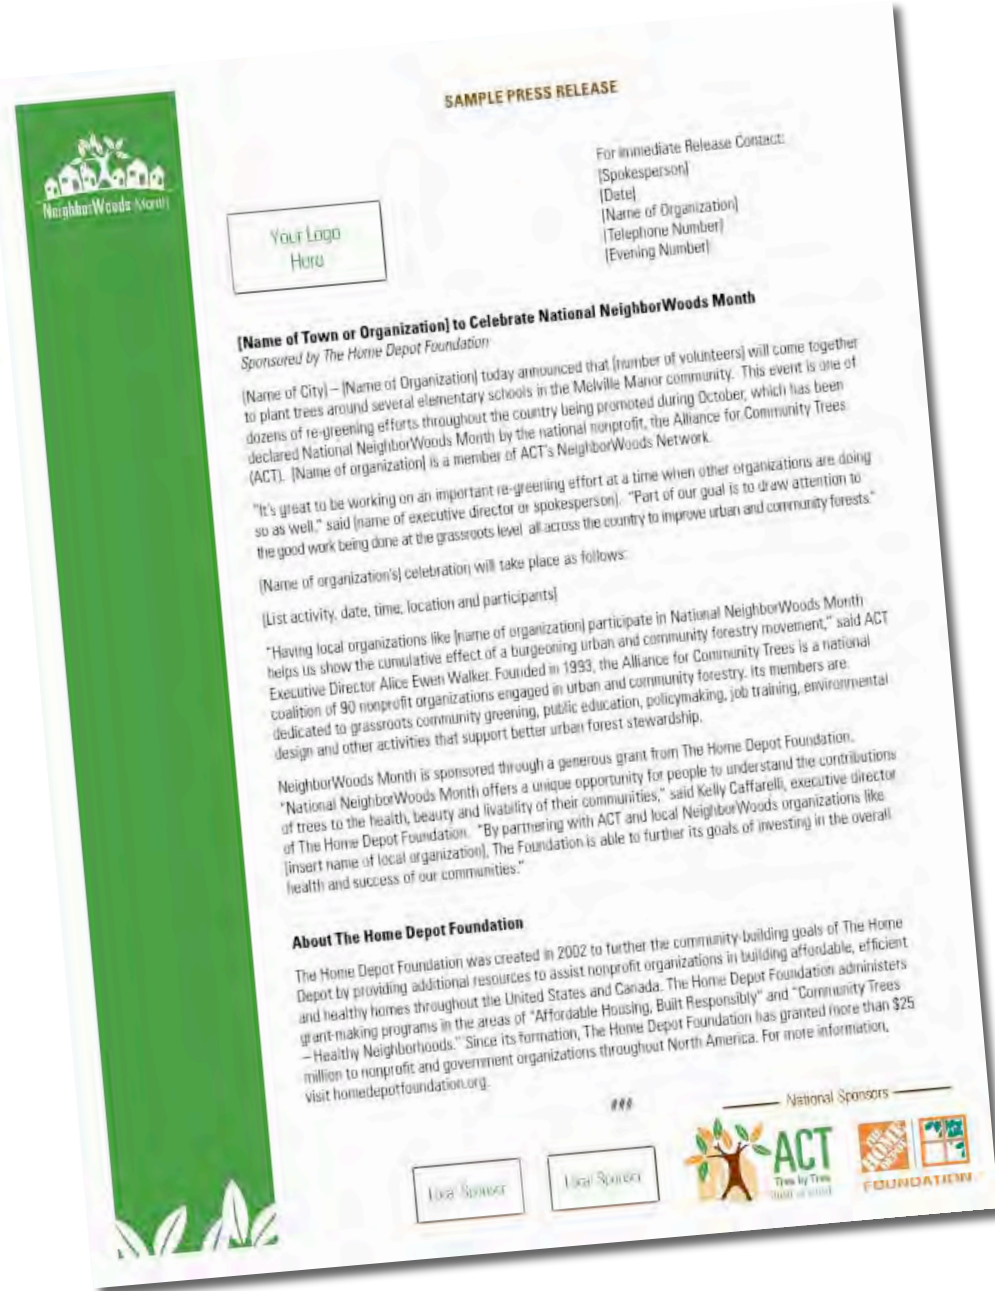 SAMPLE PRESS RELEASE
NeighborWoods Month
For Immediate Release Contact:
[Spokesperson]
[Date]
[Name of Organization]
[Telephone Number]
[Evening Number]
Your Logo
Here
[Name of Town or Organization] to Celebrate National NeighborWoods Month
Sponsored by The Home Depot Foundation
[Name of City] – [Name of Organization] today announced that [number of volunteers] will come together
to plant trees around several elementary schools in the Melville Manor community. This event is one of
dozens of re-greening efforts throughout the country being promoted during October, which has been
declared National NeighborWoods Month by the national nonprofit, the Alliance for Community Trees
(ACT). [Name of organization] is a member of ACT's NeighborWoods Network.
"It's great to be working on an important re-greening effort at a time when other organizations are doing
so as well," said [name of executive director or spokesperson]. "Part of our goal is to draw attention to
the good work being done at the grassroots level all across the country to improve urban and community forests."
[Name of organization's] celebration will take place as follows:
[List activity, date, time, location and participants]
"Having local organizations like [name of organization] participate in National NeighborWoods Month
helps us show the cumulative effect of a burgeoning urban and community forestry movement," said ACT
Executive Director Alice Ewen Walker. Founded in 1993, the Alliance for Community Trees is a national
coalition of 90 nonprofit organizations engaged in urban and community forestry. Its members are
dedicated to grassroots community greening, public education, policymaking, job training, environmental
design and other activities that support better urban forest stewardship.
NeighborWoods Month is sponsored through a generous grant from The Home Depot Foundation.
"National NeighborWoods Month offers a unique opportunity for people to understand the contributions
of trees to the health, beauty and livability of their communities," said Kelly Caffarelli, executive director
of The Home Depot Foundation. "By partnering with ACT and local NeighborWoods organizations like
[insert name of local organization], The Foundation is able to further its goals of investing in the overall
health and success of our communities."
About The Home Depot Foundation
The Home Depot Foundation was created in 2002 to further the community-building goals of The Home
Depot by providing additional resources to assist nonprofit organizations in building affordable, efficient
and healthy homes throughout the United States and Canada. The Home Depot Foundation administers
grant-making programs in the areas of "Affordable Housing, Built Responsibly" and "Community Trees
– Healthy Neighborhoods." Since its formation, The Home Depot Foundation has granted more than $25
million to nonprofit and government organizations throughout North America. For more information,
visit homedepotfoundation.org.
###
National Sponsors
Local Sponsor
Local Sponsor
ACT
Tree by Tree
THE HOME DEPOT
FOUNDATION